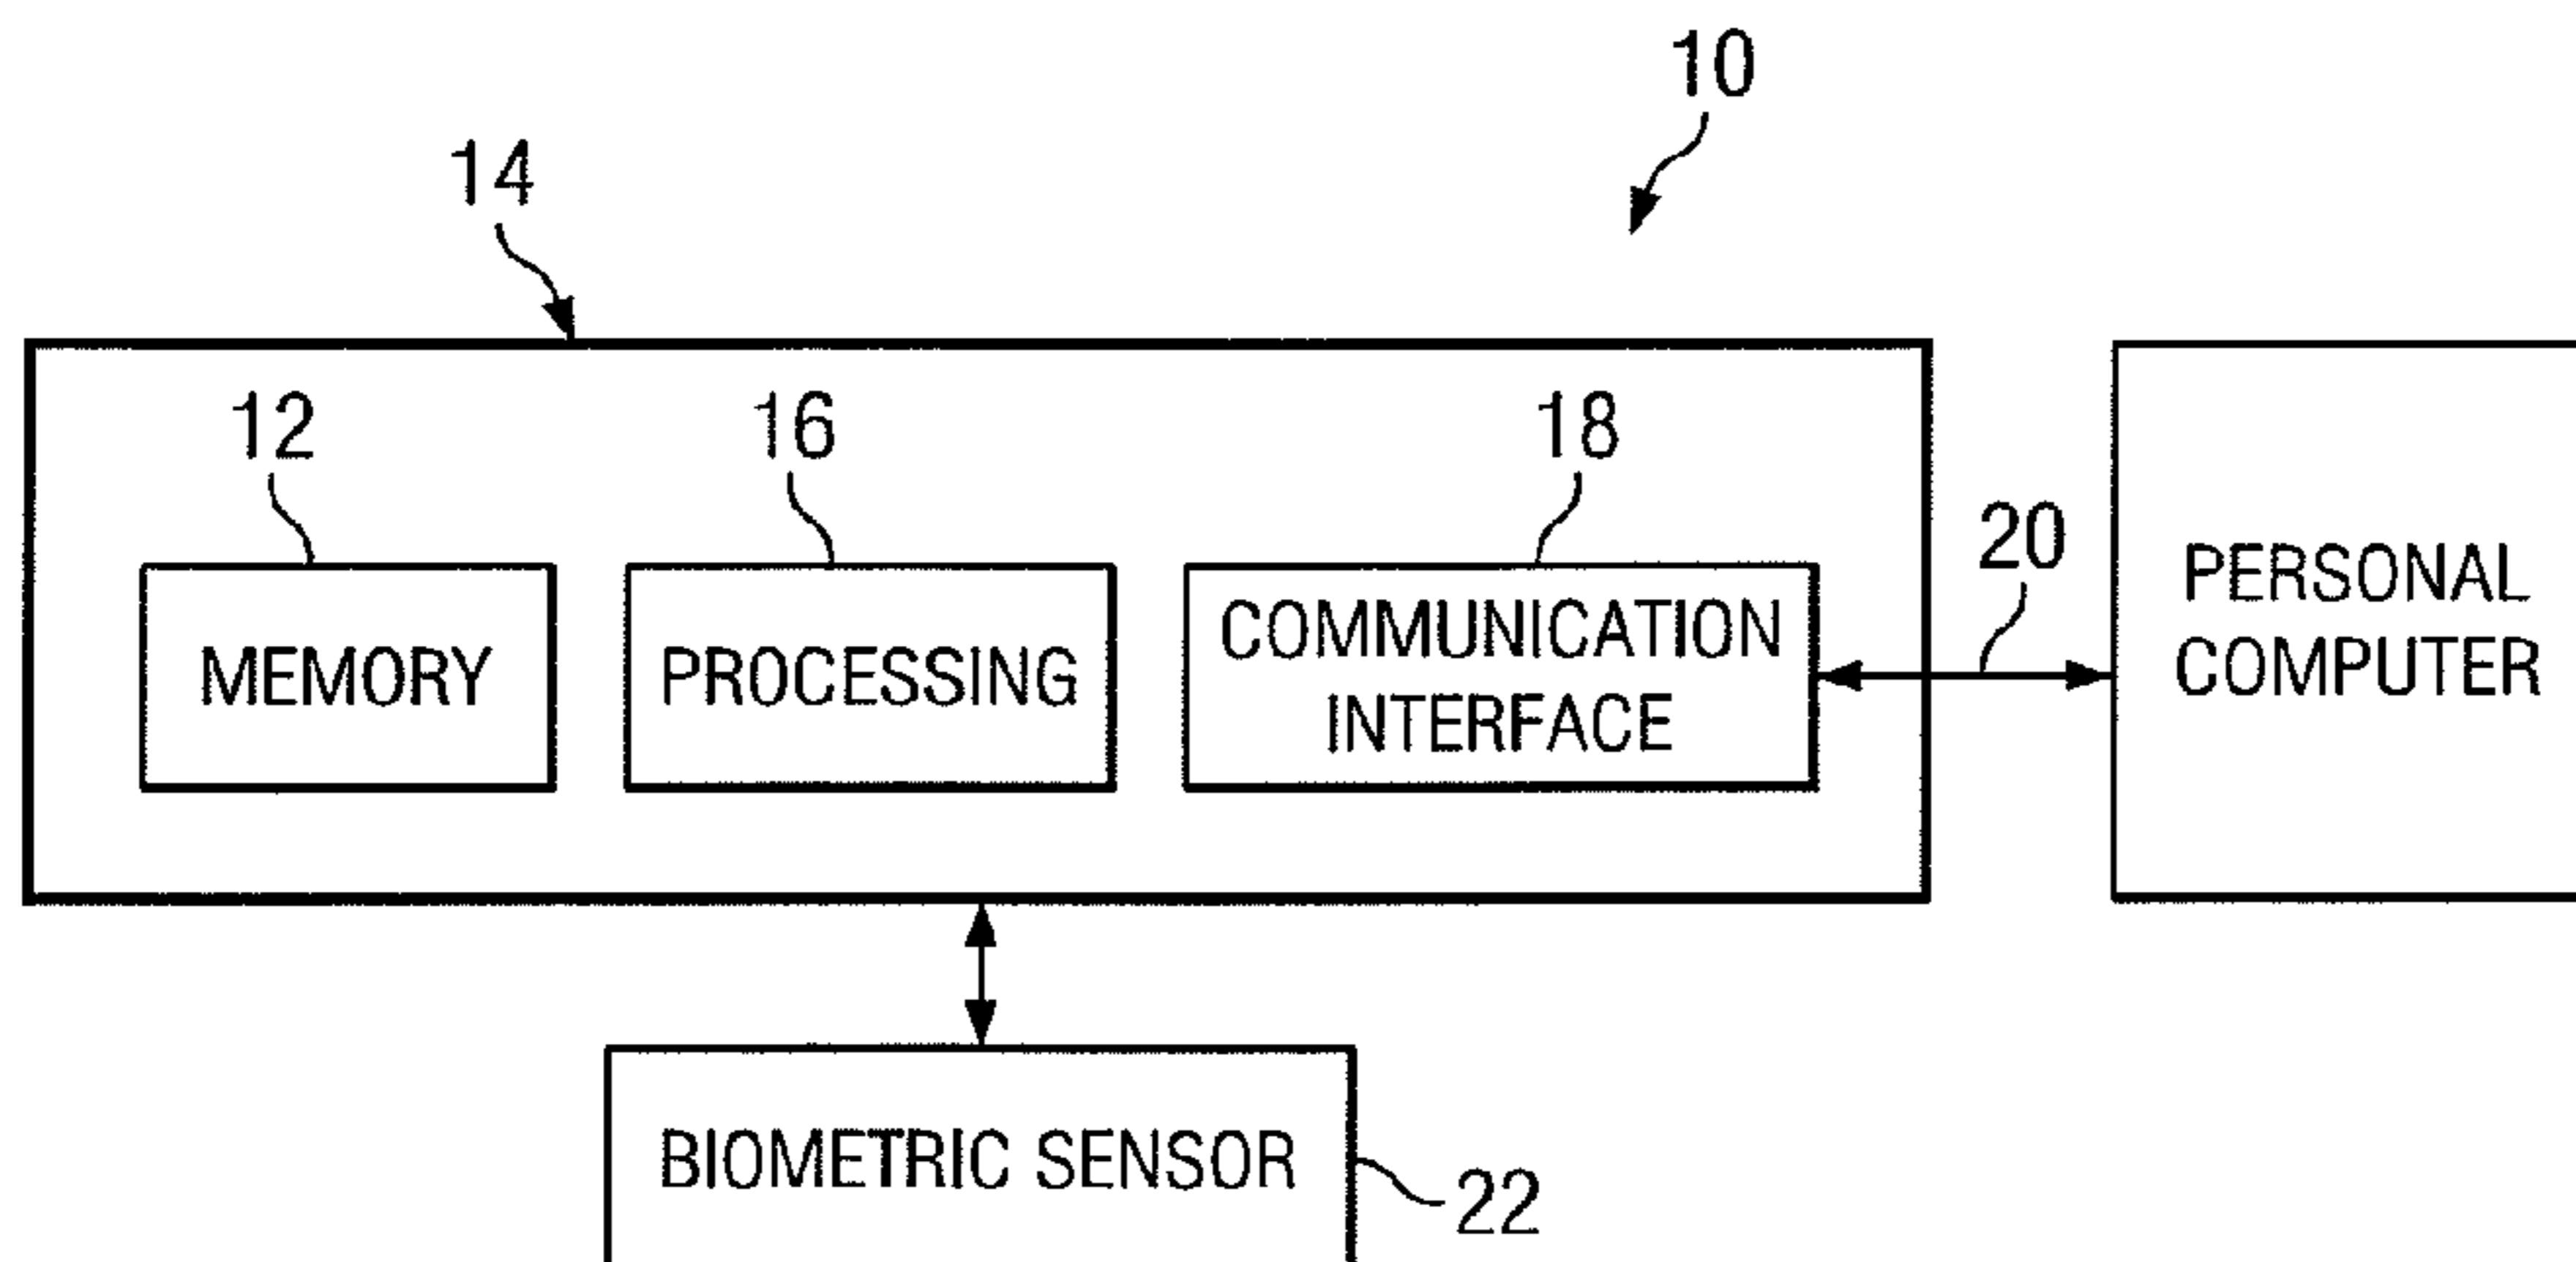 10
14
12
16
18
20
MEMORY
PROCESSING
COMMUNICATION
INTERFACE
PERSONAL
COMPUTER
BIOMETRIC SENSOR
22